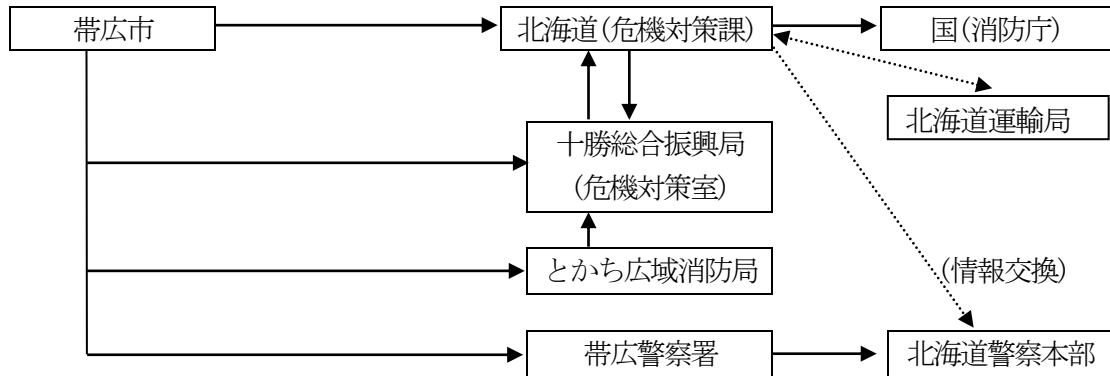 帯広市
北海道(危機対策課)
国(消防庁)
北海道運輸局
十勝総合振興局
(危機対策室)
とかち広域消防局
(情報交換)
帯広警察署
北海道警察本部